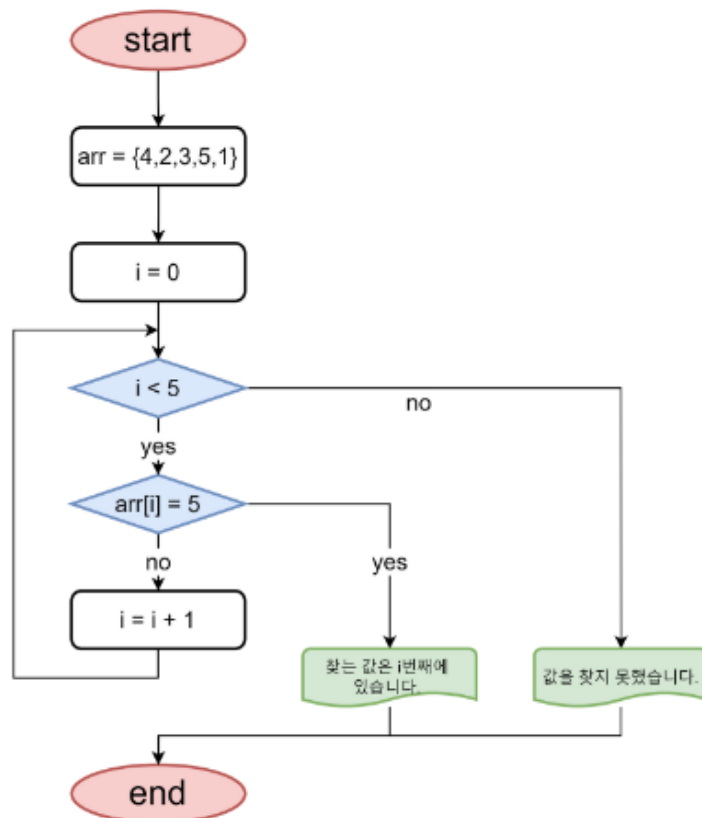 start
arr = {4,2,3,5,1}
i = 0
i < 5
no
yes
arr[i] = 5
no
yes
i = i + 1
찾는 값은 i번째에
있습니다.
값을 찾지 못했습니다.
end